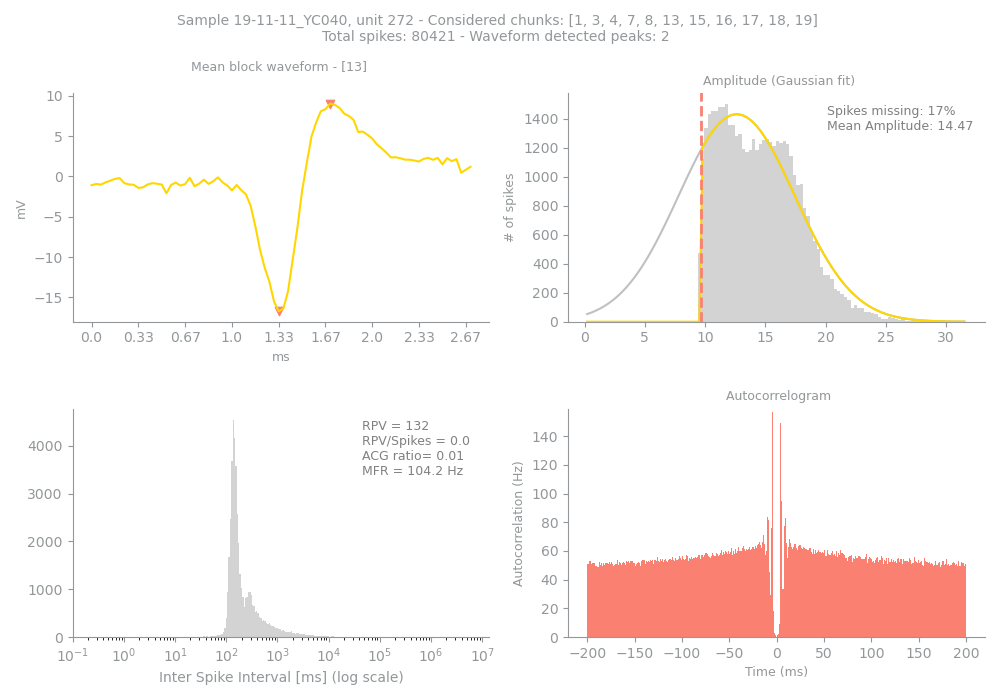 Sample 19-11-11_YC040, unit 272 - Considered chunks: [1, 3, 4, 7, 8, 13, 15, 16, 17, 18, 19]
Total spikes: 80421 - Waveform detected peaks: 2
Mean block waveform - [13]
10
5
0
−5
−10
−15
mV
0.0 0.33 0.67 1.0 1.33 1.67 2.0 2.33 2.67
ms
Amplitude (Gaussian fit)
Spikes missing: 17%
Mean Amplitude: 14.47
1400
1200
1000
800
600
400
200
0
# of spikes
0 5 10 15 20 25 30
RPV = 132
RPV/Spikes = 0.0
ACG ratio= 0.01
MFR = 104.2 Hz
4000
3000
2000
1000
0
10⁻¹ 10⁰ 10¹ 10² 10³ 10⁴ 10⁵ 10⁶ 10⁷
Inter Spike Interval [ms] (log scale)
Autocorrelogram
140
120
100
80
60
40
20
0
Autocorrelation (Hz)
−200 −150 −100 −50 0 50 100 150 200
Time (ms)